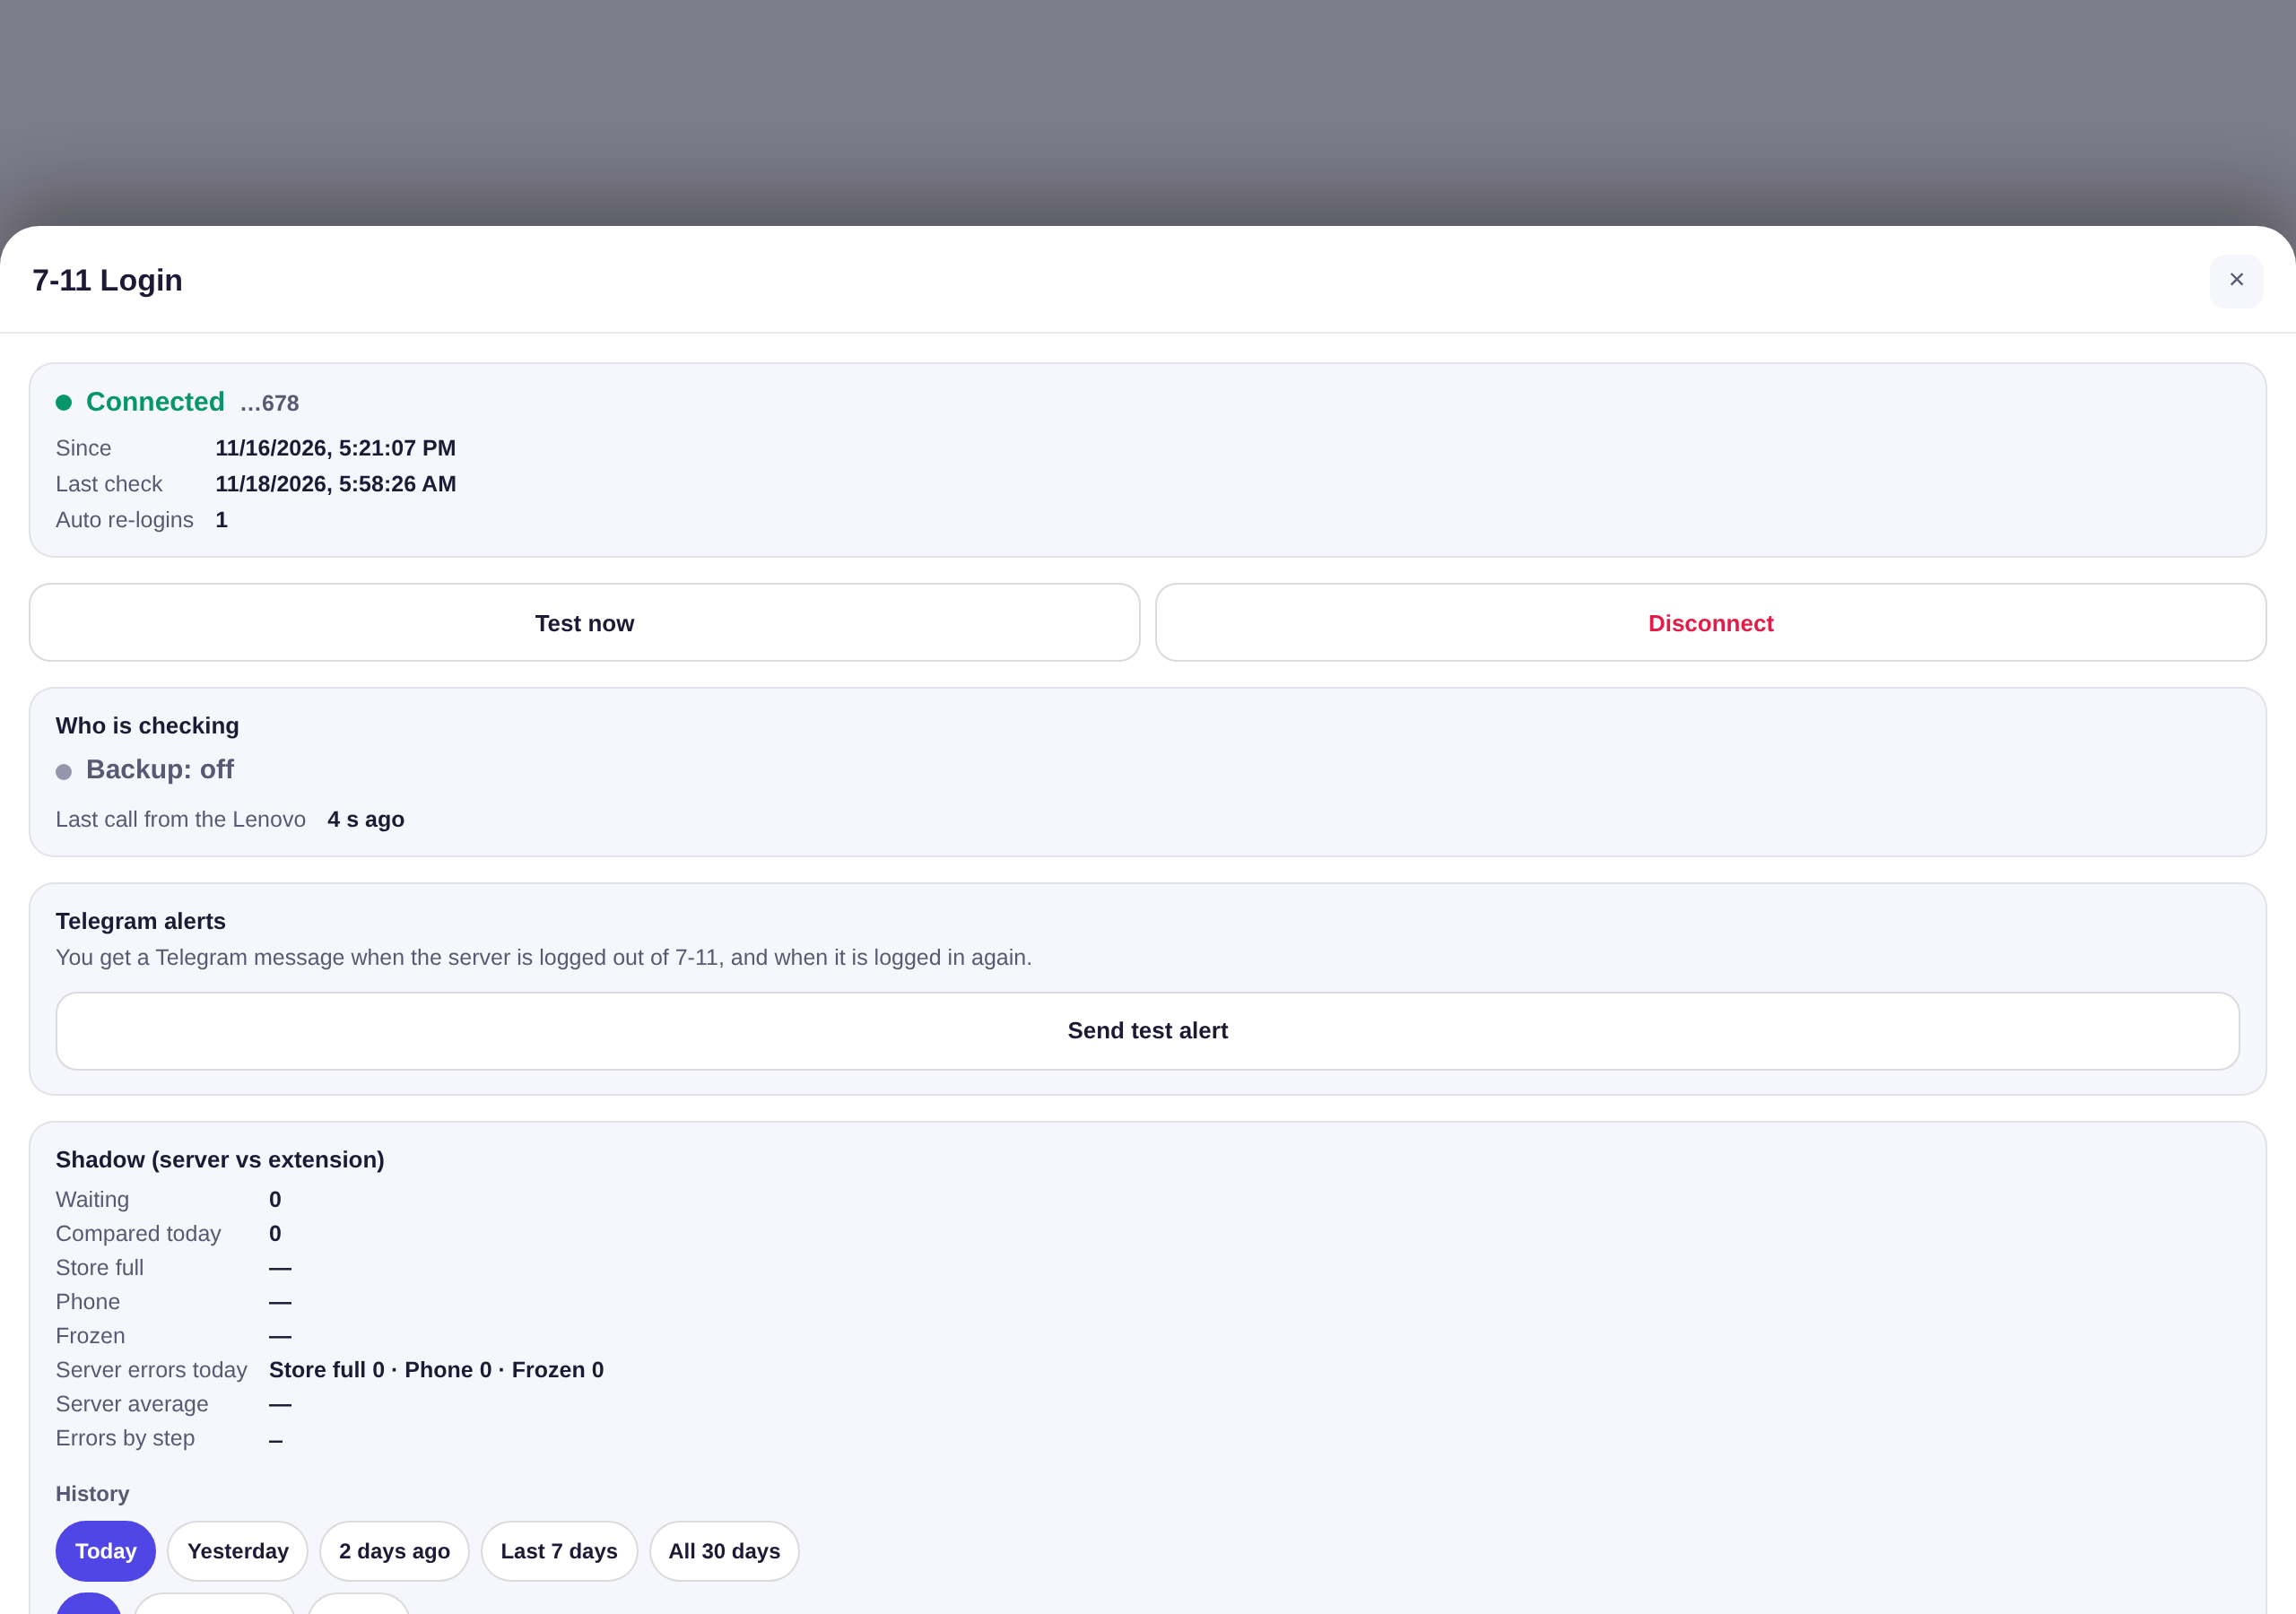 7-11 Login
×
Connected …678
Since 11/16/2026, 5:21:07 PM
Last check 11/18/2026, 5:58:26 AM
Auto re-logins 1
Test now
Disconnect
Who is checking
Backup: off
Last call from the Lenovo 4 s ago
Telegram alerts
You get a Telegram message when the server is logged out of 7-11, and when it is logged in again.
Send test alert
Shadow (server vs extension)
Waiting 0
Compared today 0
Store full —
Phone —
Frozen —
Server errors today Store full 0 · Phone 0 · Frozen 0
Server average —
Errors by step –
History
Today Yesterday 2 days ago Last 7 days All 30 days